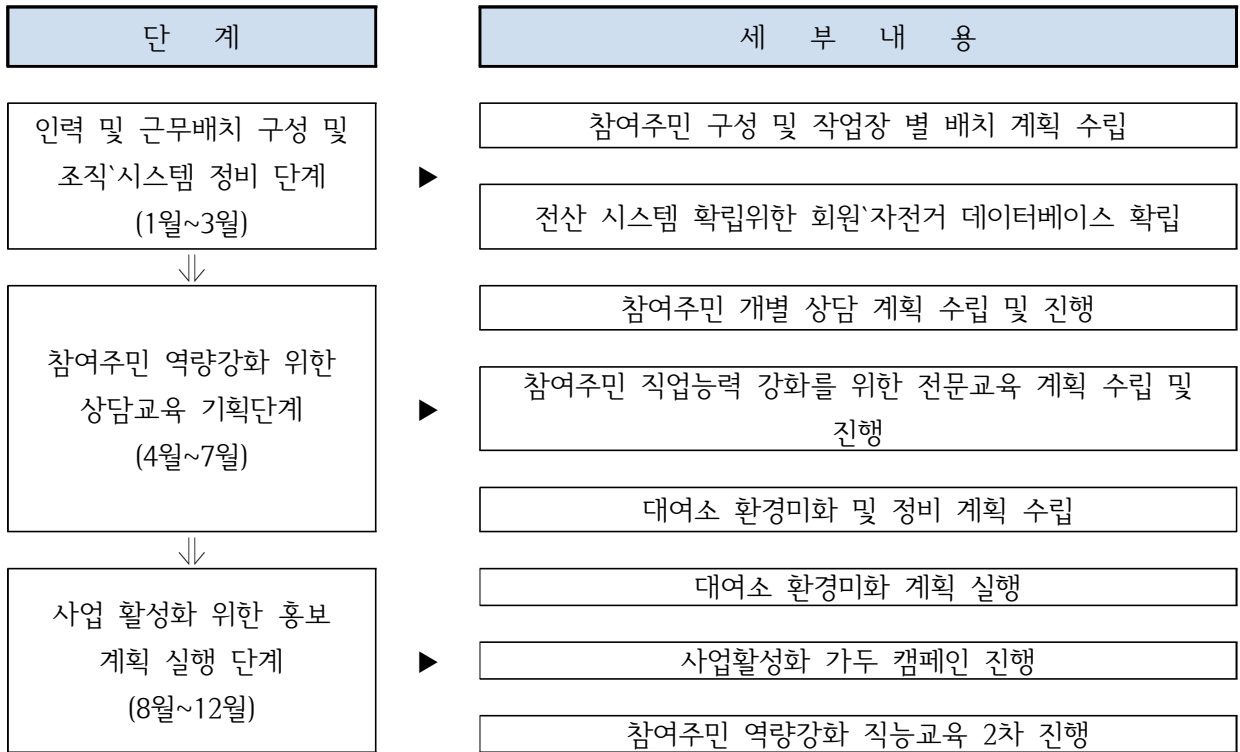 단 계
세 부 내 용
인력 및 근무배치 구성 및
조직`시스템 정비 단계
(1월~3월)
▶
참여주민 구성 및 작업장 별 배치 계획 수립
전산 시스템 확립위한 회원`자전거 데이터베이스 확립
⇓
참여주민 역량강화 위한
상담교육 기획단계
(4월~7월)
▶
참여주민 개별 상담 계획 수립 및 진행
참여주민 직업능력 강화를 위한 전문교육 계획 수립 및
진행
대여소 환경미화 및 정비 계획 수립
⇓
사업 활성화 위한 홍보
계획 실행 단계
(8월~12월)
▶
대여소 환경미화 계획 실행
사업활성화 가두 캠페인 진행
참여주민 역량강화 직능교육 2차 진행